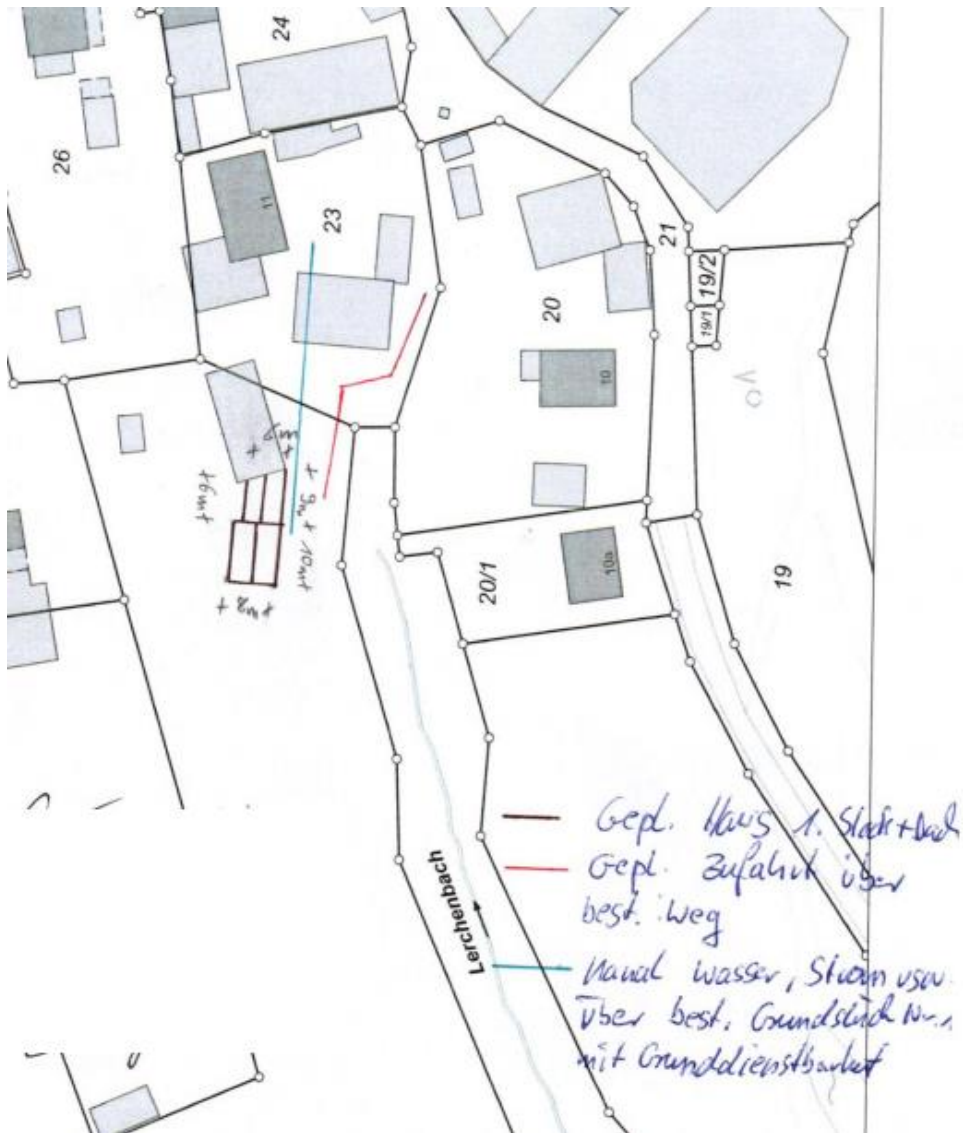 24
26
11
23
21
19/2
19/1
20
10
10a
20/1
19
+6m+
+ 9m + 10m+
+ 8m +
Lerchenbach
Gepl. Haus 1. Stock + Dach
Gepl. Zufahrt über
best. Weg
Kanal Wasser, Strom usw.
über best. Grundstück Nr.
mit Grunddienstbarkeit